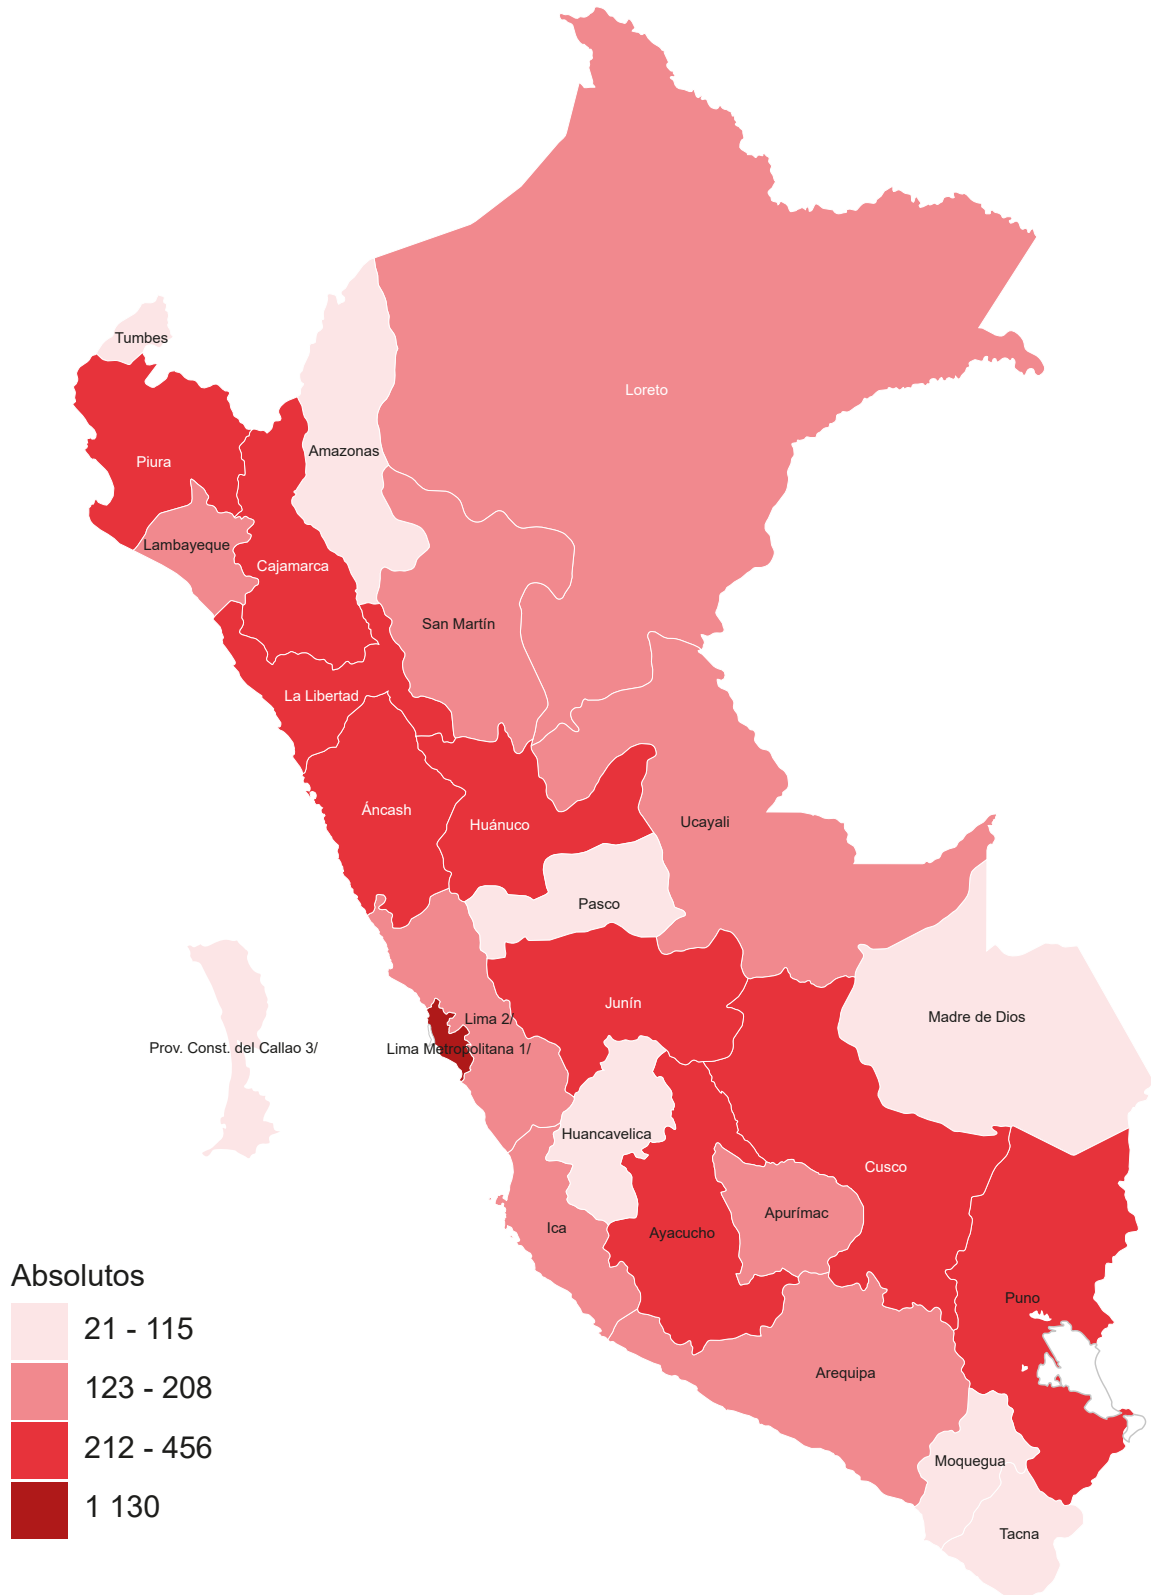 Tumbes
Loreto
Amazonas
Piura
Lambayeque
Cajamarca
San Martín
La Libertad
Áncash
Huánuco
Ucayali
Pasco
Junín
Madre de Dios
Lima 2/
Prov. Const. del Callao 3/
Lima Metropolitana 1/
Huancavelica
Cusco
Apurímac
Ica
Ayacucho
Puno
Arequipa
Moquegua
Tacna
Absolutos
21 - 115
123 - 208
212 - 456
1 130